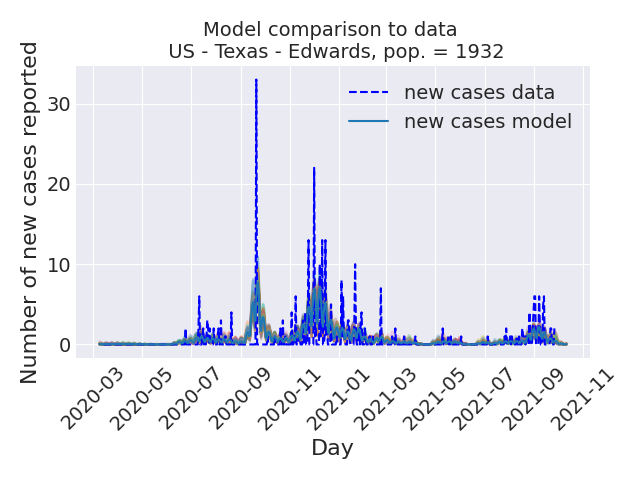 Model comparison to data
US - Texas - Edwards, pop. = 1932
Number of new cases reported
30
20
10
0
new cases data
new cases model
2020-03
2020-05
2020-07
2020-09
2020-11
2021-01
2021-03
2021-05
2021-07
2021-09
2021-11
Day